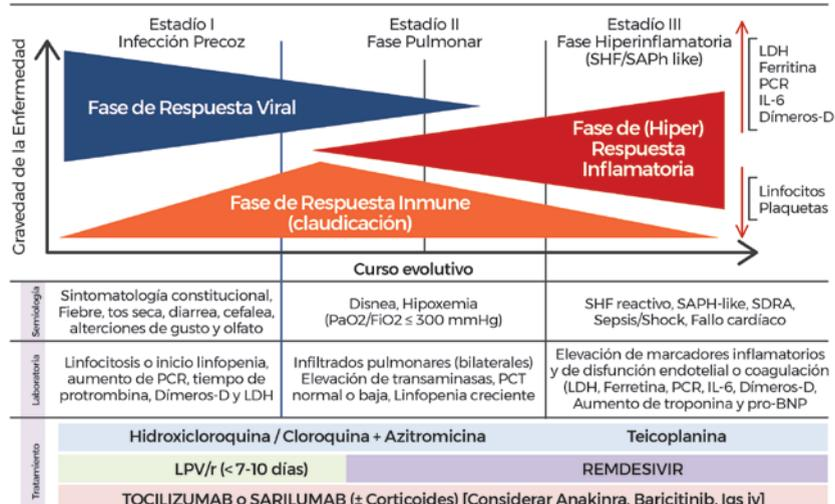 Estadío I
Infección Precoz
Estadío II
Fase Pulmonar
Estadío III
Fase Hiperinflamatoria
(SHF/SAPh like)
Gravedad de la Enfermedad
Fase de Respuesta Viral
Fase de (Hiper)
Respuesta
Inflamatoria
Fase de Respuesta Inmune
(claudicación)
LDH
Ferritina
PCR
IL-6
Dímeros-D
Linfocitos
Plaquetas
Curso evolutivo
Semiología
Sintomatología constitucional,
Fiebre, tos seca, diarrea, cefalea,
alterciones de gusto y olfato
Disnea, Hipoxemia
(PaO2/FiO2 ≤ 300 mmHg)
SHF reactivo, SAPH-like, SDRA,
Sepsis/Shock, Fallo cardíaco
Laboratoria
Linfocitosis o inicio linfopenia,
aumento de PCR, tiempo de
protrombina, Dímeros-D y LDH
Infiltrados pulmonares (bilaterales)
Elevación de transaminasas, PCT
normal o baja, Linfopenia creciente
Elevación de marcadores inflamatorios
y de disfunción endotelial o coagulación
(LDH, Ferretina, PCR, IL-6, Dímeros-D,
Aumento de troponina y pro-BNP
Tratamiento
Hidroxicloroquina / Cloroquina + Azitromicina
Teicoplanina
LPV/r (< 7-10 días)
REMDESIVIR
TOCILIZUMAB o SARILUMAB (± Corticoides) [Considerar Anakinra, Baricitinib, Igs iv]